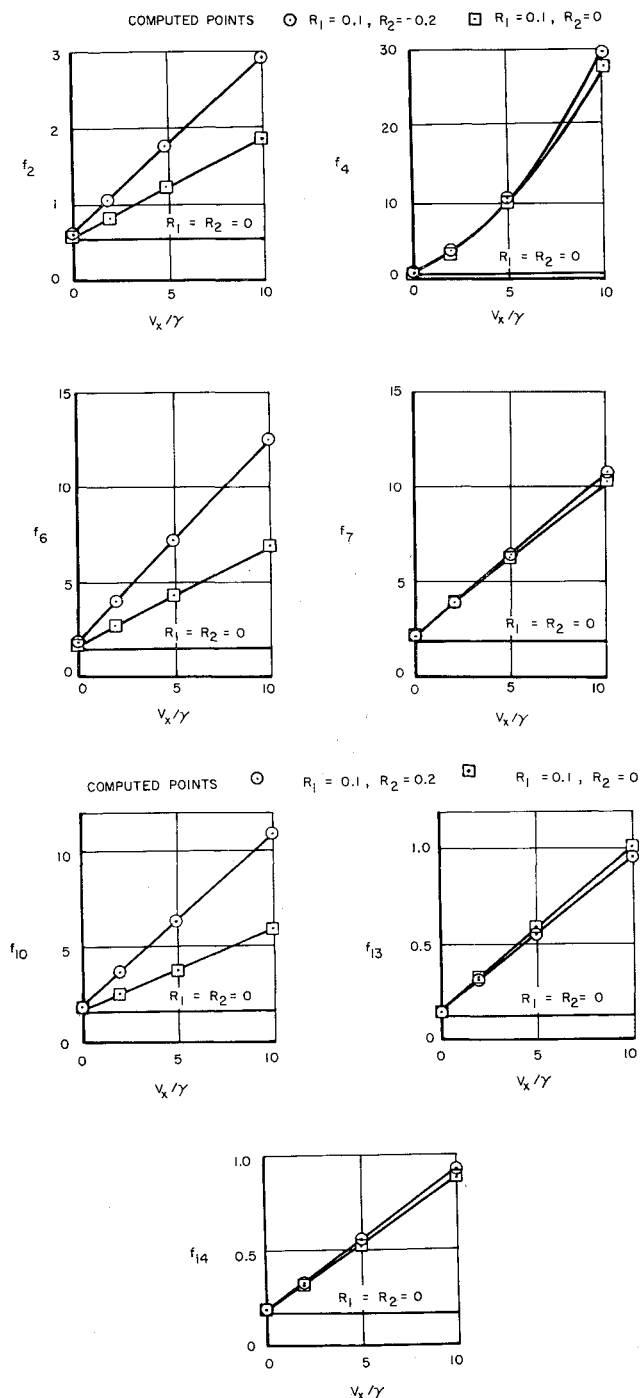 COMPUTED POINTS ⊙ R₁ = 0.1, R₂=-0.2 ⊡ R₁ = 0.1, R₂=0
3
2
f₂
1
R₁ = R₂ = 0
0
0 5 10
Vₓ/γ
40
30
20
f₄
10
R₁ = R₂ = 0
0
0 5 10
Vₓ/γ
15
10
f₆
5
R₁ = R₂ = 0
0
0 5 10
Vₓ/γ
15
10
f₇
5
R₁ = R₂ = 0
0
0 5 10
Vₓ/γ
COMPUTED POINTS ⊙ R₁ = 0.1, R₂=0.2 ⊡ R₁ =0.1, R₂=0
10
f₁₀
5
R₁ = R₂= 0
0
0 5 10
Vₓ/γ
1.0
f₁₃
0.5
R₁ = R₂= 0
0
0 5 10
Vₓ/γ
1.0
f₁₄
0.5
R₁ = R₂ = 0
0
0 5 10
Vₓ/γ